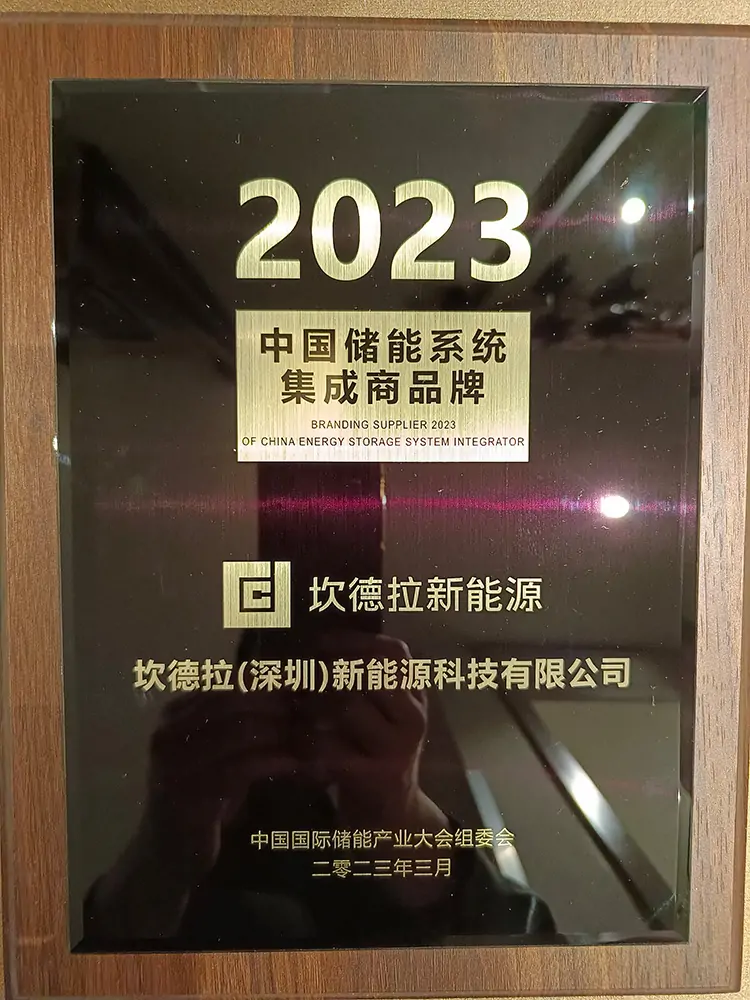 2023
中国储能系统
集成商品牌
BRANDING SUPPLIER 2023
OF CHINA ENERGY STORAGE SYSTEM INTEGRATOR
坎德拉新能源
坎德拉(深圳)新能源科技有限公司
中国国际储能产业大会组委会
二零二三年三月